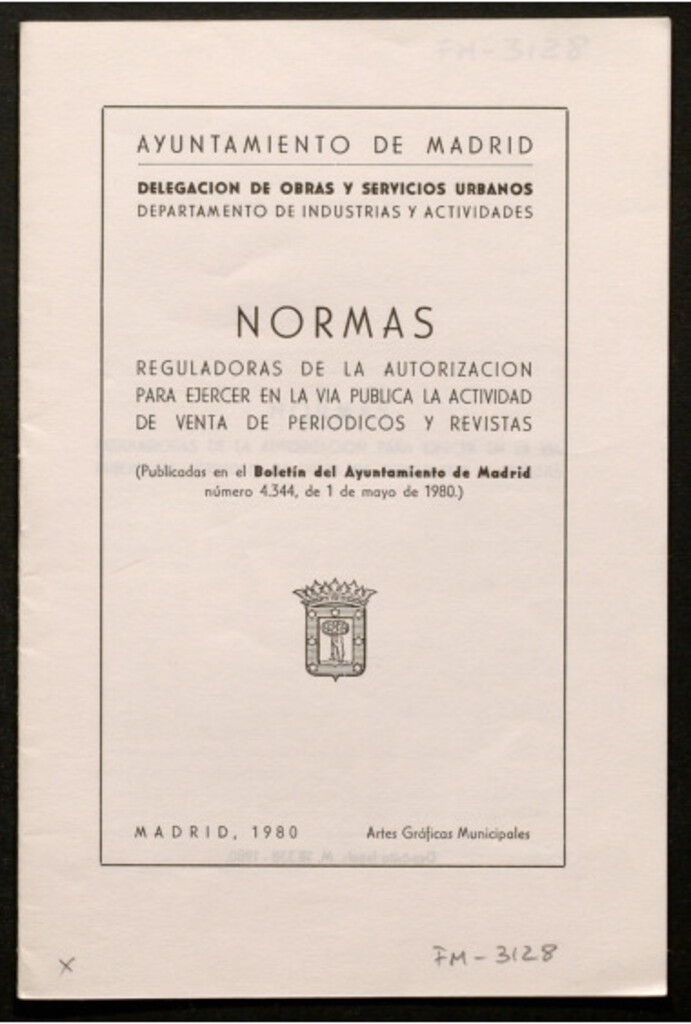 AYUNTAMIENTO DE MADRID
DELEGACION DE OBRAS Y SERVICIOS URBANOS
DEPARTAMENTO DE INDUSTRIAS Y ACTIVIDADES
NORMAS
REGULADORAS DE LA AUTORIZACION
PARA EJERCER EN LA VIA PUBLICA LA ACTIVIDAD
DE VENTA DE PERIODICOS Y REVISTAS
(Publicadas en el Boletín del Ayuntamiento de Madrid
número 4.344, de 1 de mayo de 1980.)
MADRID, 1980 Artes Gráficas Municipales
X FM-3128